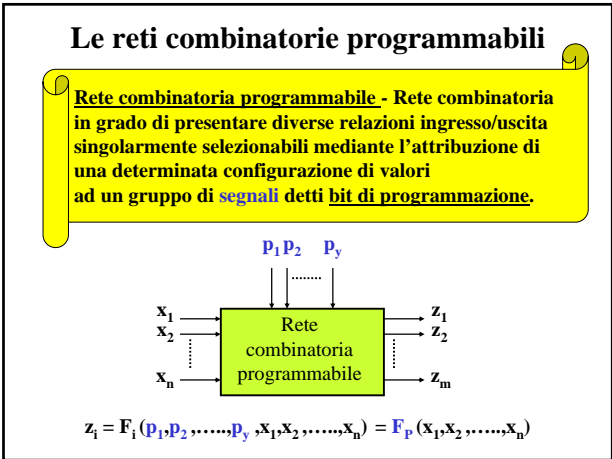 Le reti combinatorie programmabili
Rete combinatoria programmabile - Rete combinatoria
in grado di presentare diverse relazioni ingresso/uscita
singolarmente selezionabili mediante l'attribuzione di
una determinata configurazione di valori
ad un gruppo di segnali detti bit di programmazione.
p1 p2 ........ py
x1
x2
xn
Rete
combinatoria
programmabile
z1
z2
zm
zi = Fi (p1,p2 ,…..,py ,x1,x2 ,…..,xn) = FP (x1,x2 ,…..,xn)